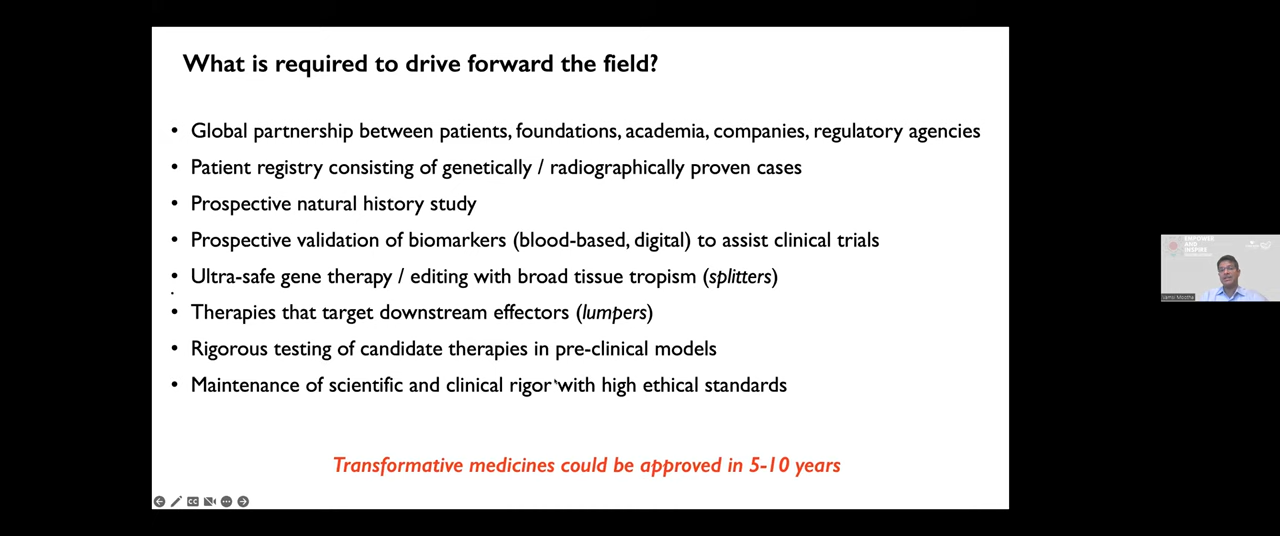 What is required to drive forward the field?
• Global partnership between patients, foundations, academia, companies, regulatory agencies
• Patient registry consisting of genetically / radiographically proven cases
• Prospective natural history study
• Prospective validation of biomarkers (blood-based, digital) to assist clinical trials
• Ultra-safe gene therapy / editing with broad tissue tropism (splitters)
• Therapies that target downstream effectors (lumpers)
• Rigorous testing of candidate therapies in pre-clinical models
• Maintenance of scientific and clinical rigor with high ethical standards
Transformative medicines could be approved in 5-10 years
CC
EMPOWER
AND
INSPIRE